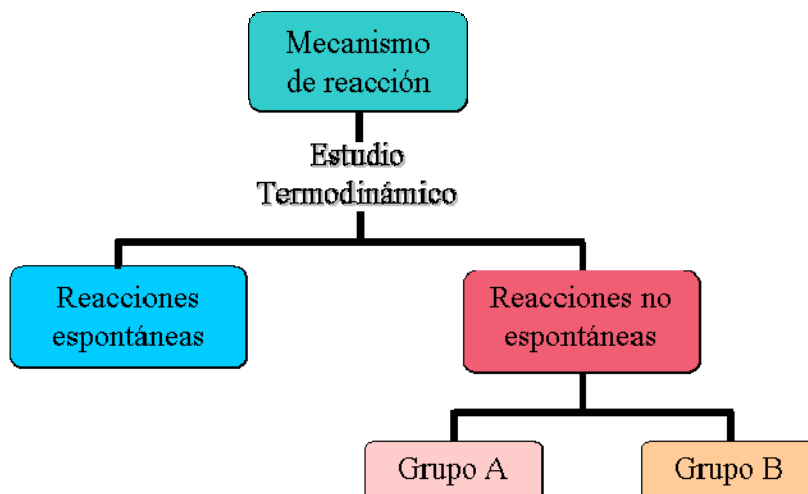 Mecanismo
de reacción
Estudio
Termodinámico
Reacciones
espontáneas
Reacciones no
espontáneas
Grupo A
Grupo B